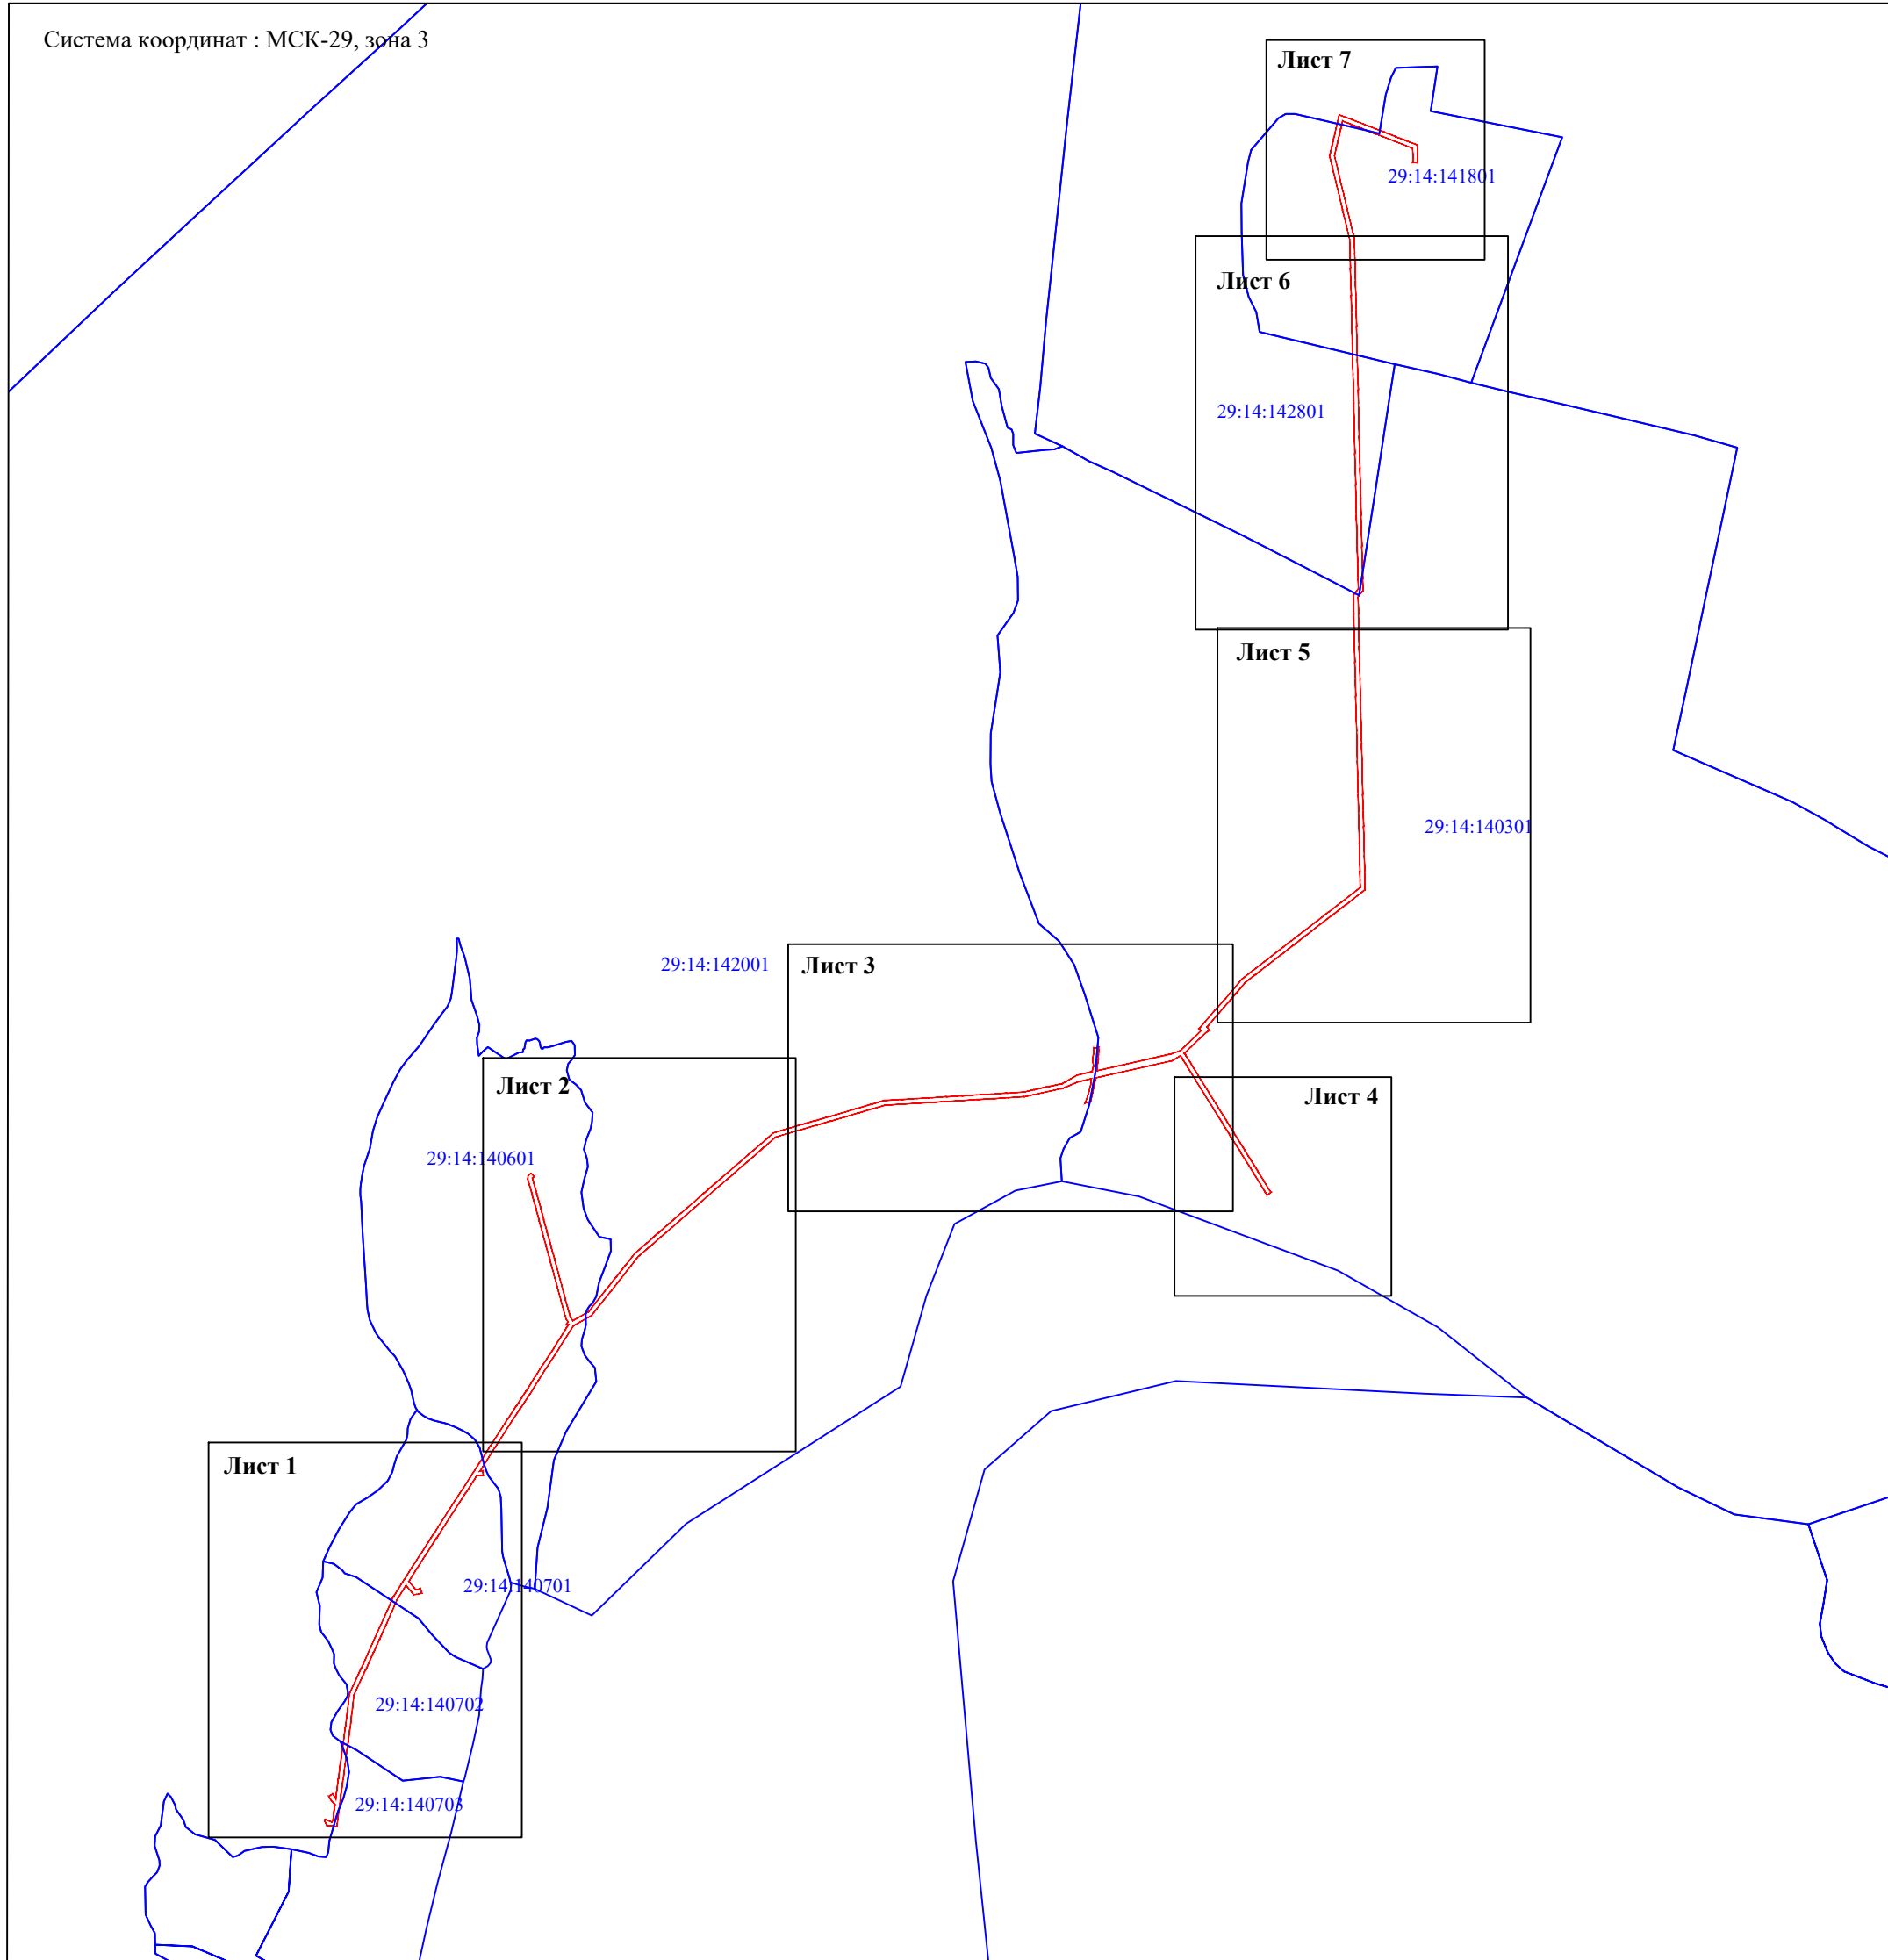 Система координат : МСК-29, зона 3
Лист 7
29:14:141801
Лист 6
29:14:142801
Лист 5
29:14:140301
29:14:142001
Лист 3
Лист 2
Лист 4
29:14:140601
Лист 1
29:14:140701
29:14:140702
29:14:140703